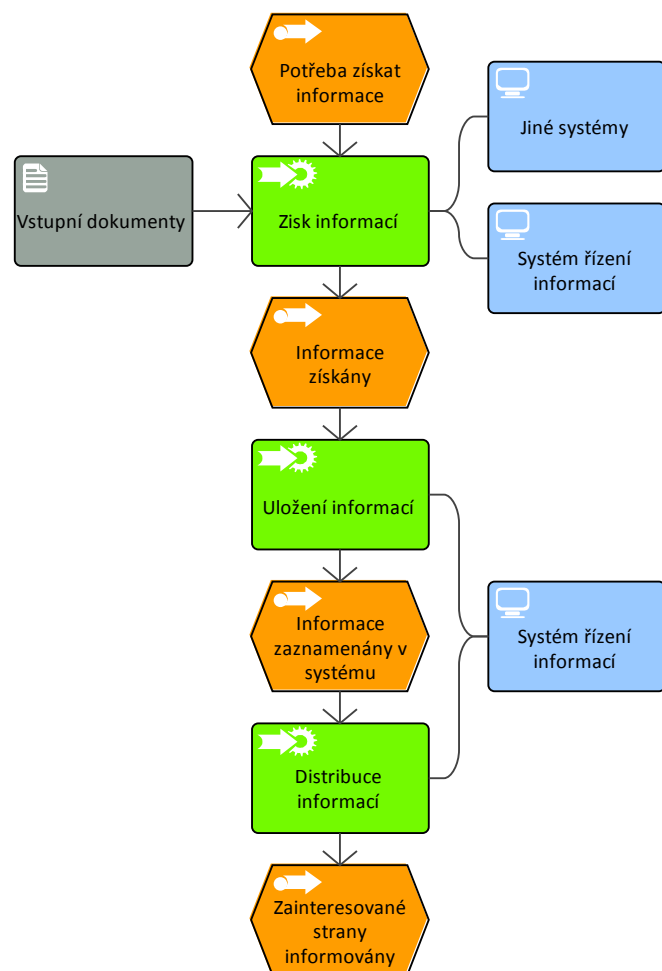 Potřeba získat
informace
Jiné systémy
Vstupní dokumenty
Zisk informací
Systém řízení
informací
Informace
získány
Uložení informací
Informace
zaznamenány v
systému
Systém řízení
informací
Distribuce
informací
Zainteresované
strany
informovány